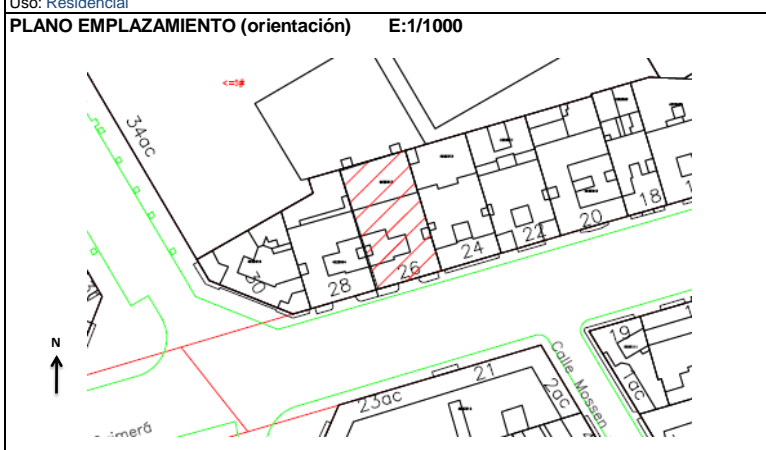 Uso: Residencial
PLANO EMPLAZAMIENTO (orientación) E:1/1000
34ac
30
28
26
24
22
20
18
N
19
1ac
21
23ac
2ac
Calle Mossen